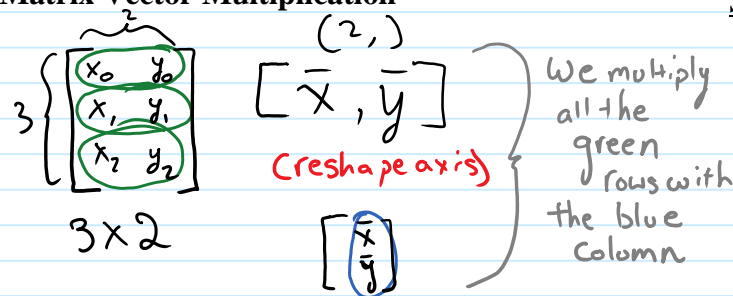 Matrix-Vector Multiplication
2
3
x₀ y₀
x₁ y₁
x₂ y₂
3×2
(2,)
[x̄, ȳ]
(reshape axis)
x̄
ȳ
We multiply
all the
green
rows with
the blue
column